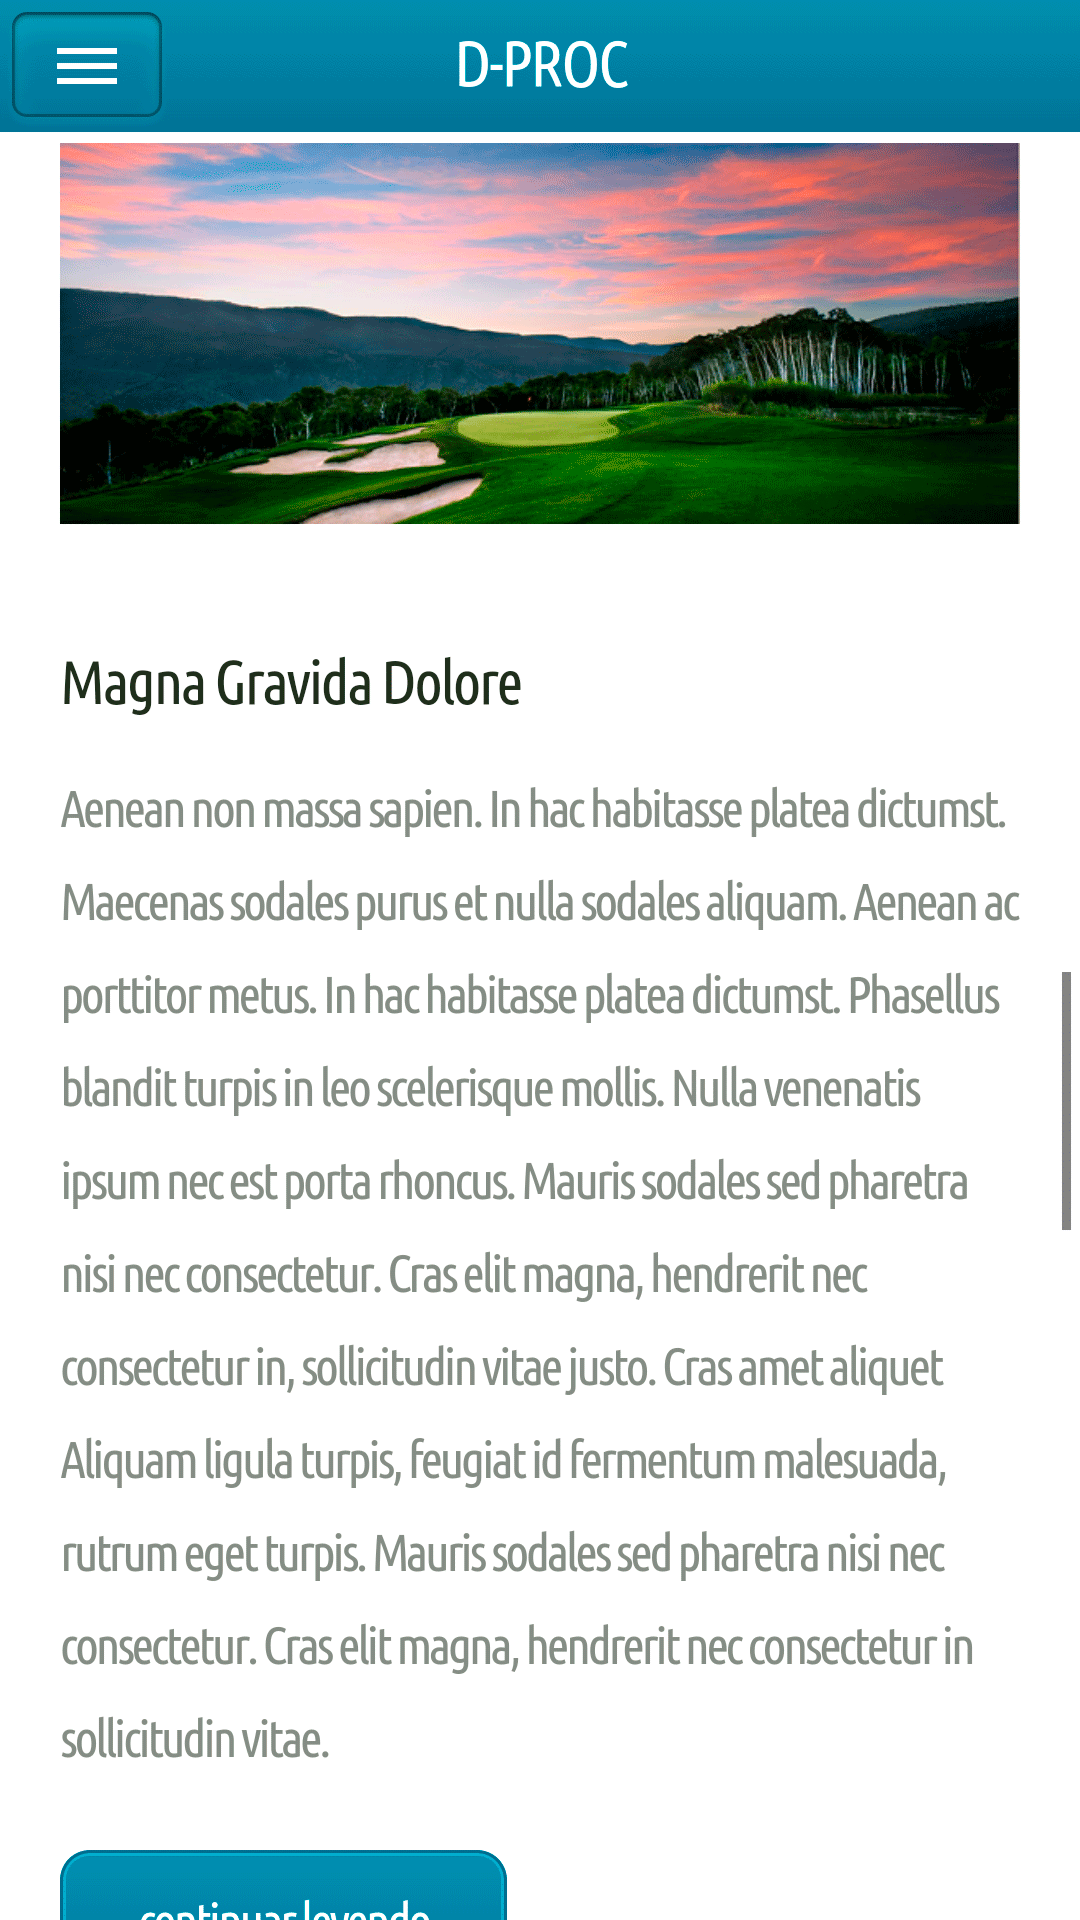 D-PROC
Magna Gravida Dolore
Aenean non massa sapien. In hac habitasse platea dictumst.
Maecenas sodales purus et nulla sodales aliquam. Aenean ac
porttitor metus. In hac habitasse platea dictumst. Phasellus
blandit turpis in leo scelerisque mollis. Nulla venenatis
ipsum nec est porta rhoncus. Mauris sodales sed pharetra
nisi nec consectetur. Cras elit magna, hendrerit nec
consectetur in, sollicitudin vitae justo. Cras amet aliquet
Aliquam ligula turpis, feugiat id fermentum malesuada,
rutrum eget turpis. Mauris sodales sed pharetra nisi nec
consectetur. Cras elit magna, hendrerit nec consectetur in
sollicitudin vitae.
continuar leyendo